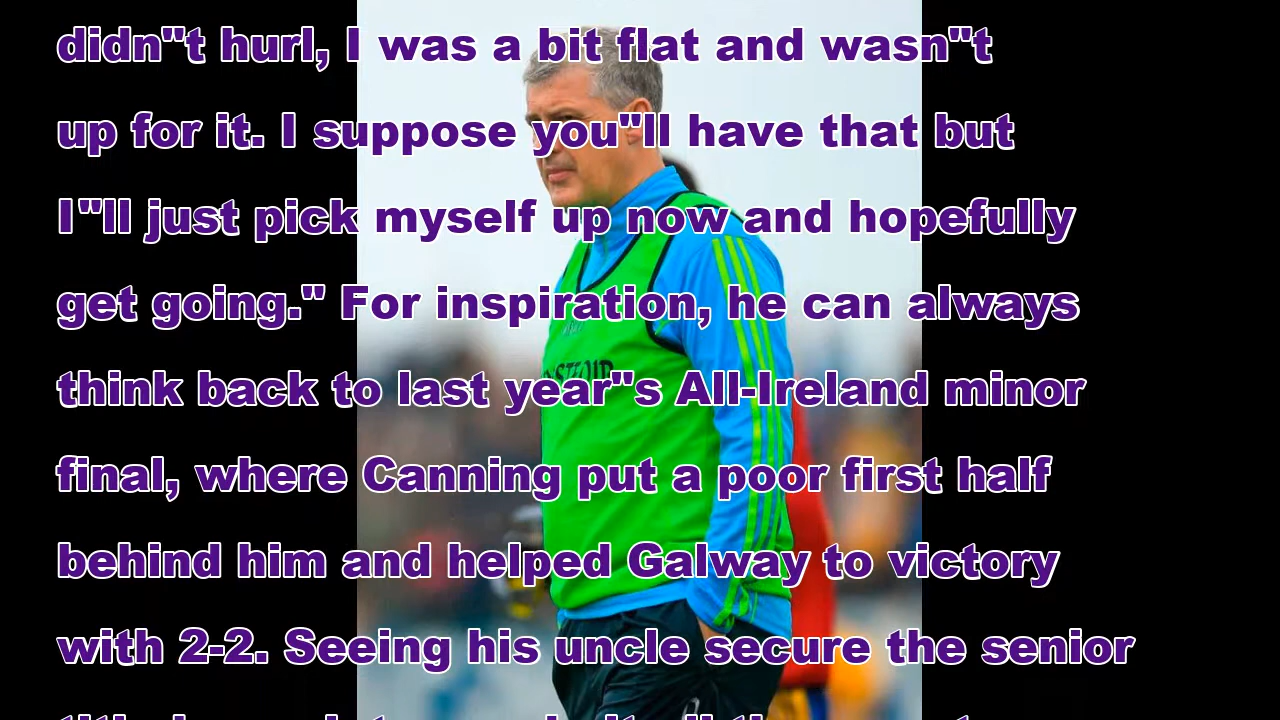 didn"t hurl, I was a bit flat and wasn"t
up for it. I suppose you"ll have that but
I"ll just pick myself up now and hopefully
get going." For inspiration, he can always
think back to last year"s All-Ireland minor
final, where Canning put a poor first half
behind him and helped Galway to victory
with 2-2. Seeing his uncle secure the senior